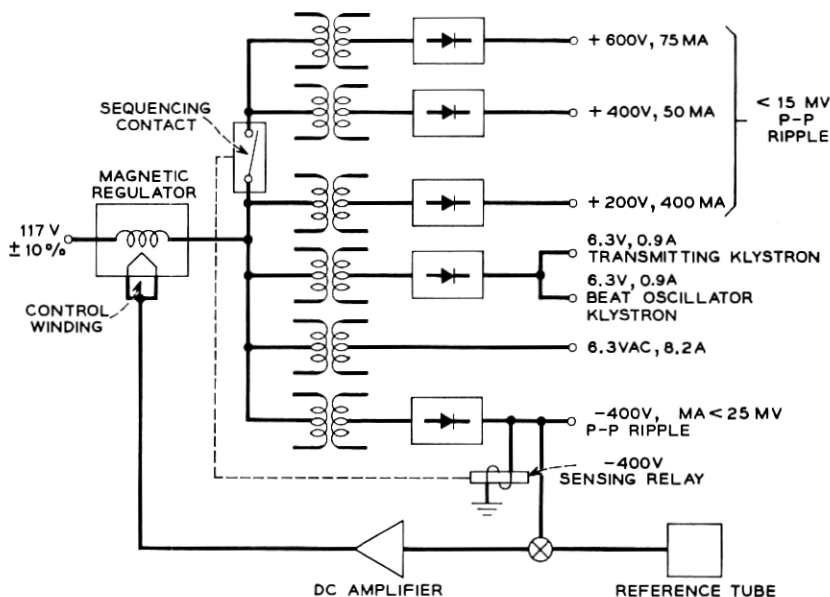 + 600V, 75 MA
< 15 MV
P-P
RIPPLE
SEQUENCING
CONTACT
+ 400V, 50 MA
MAGNETIC
REGULATOR
+ 200V, 400 MA
117 V
± 10%
6.3V, 0.9A
TRANSMITTING KLYSTRON
6.3V, 0.9A
BEAT OSCILLATOR
KLYSTRON
CONTROL
WINDING
6.3VAC, 8.2A
-400V, MA < 25 MV
P-P RIPPLE
-400V
SENSING RELAY
DC AMPLIFIER
REFERENCE TUBE